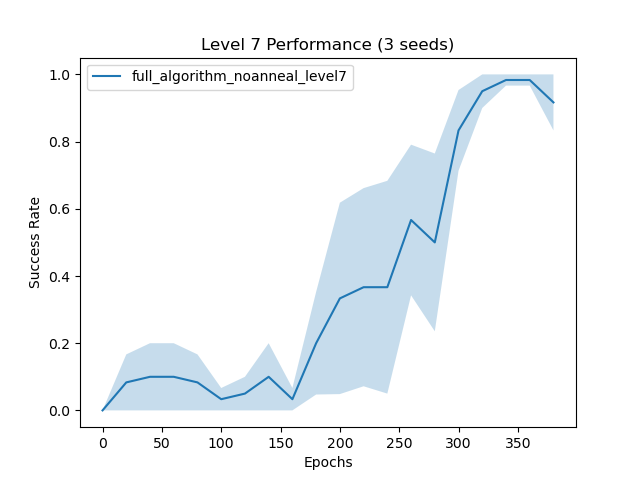 Level 7 Performance (3 seeds)
full_algorithm_noanneal_level7
Success Rate
1.0
0.8
0.6
0.4
0.2
0.0
0 50 100 150 200 250 300 350
Epochs